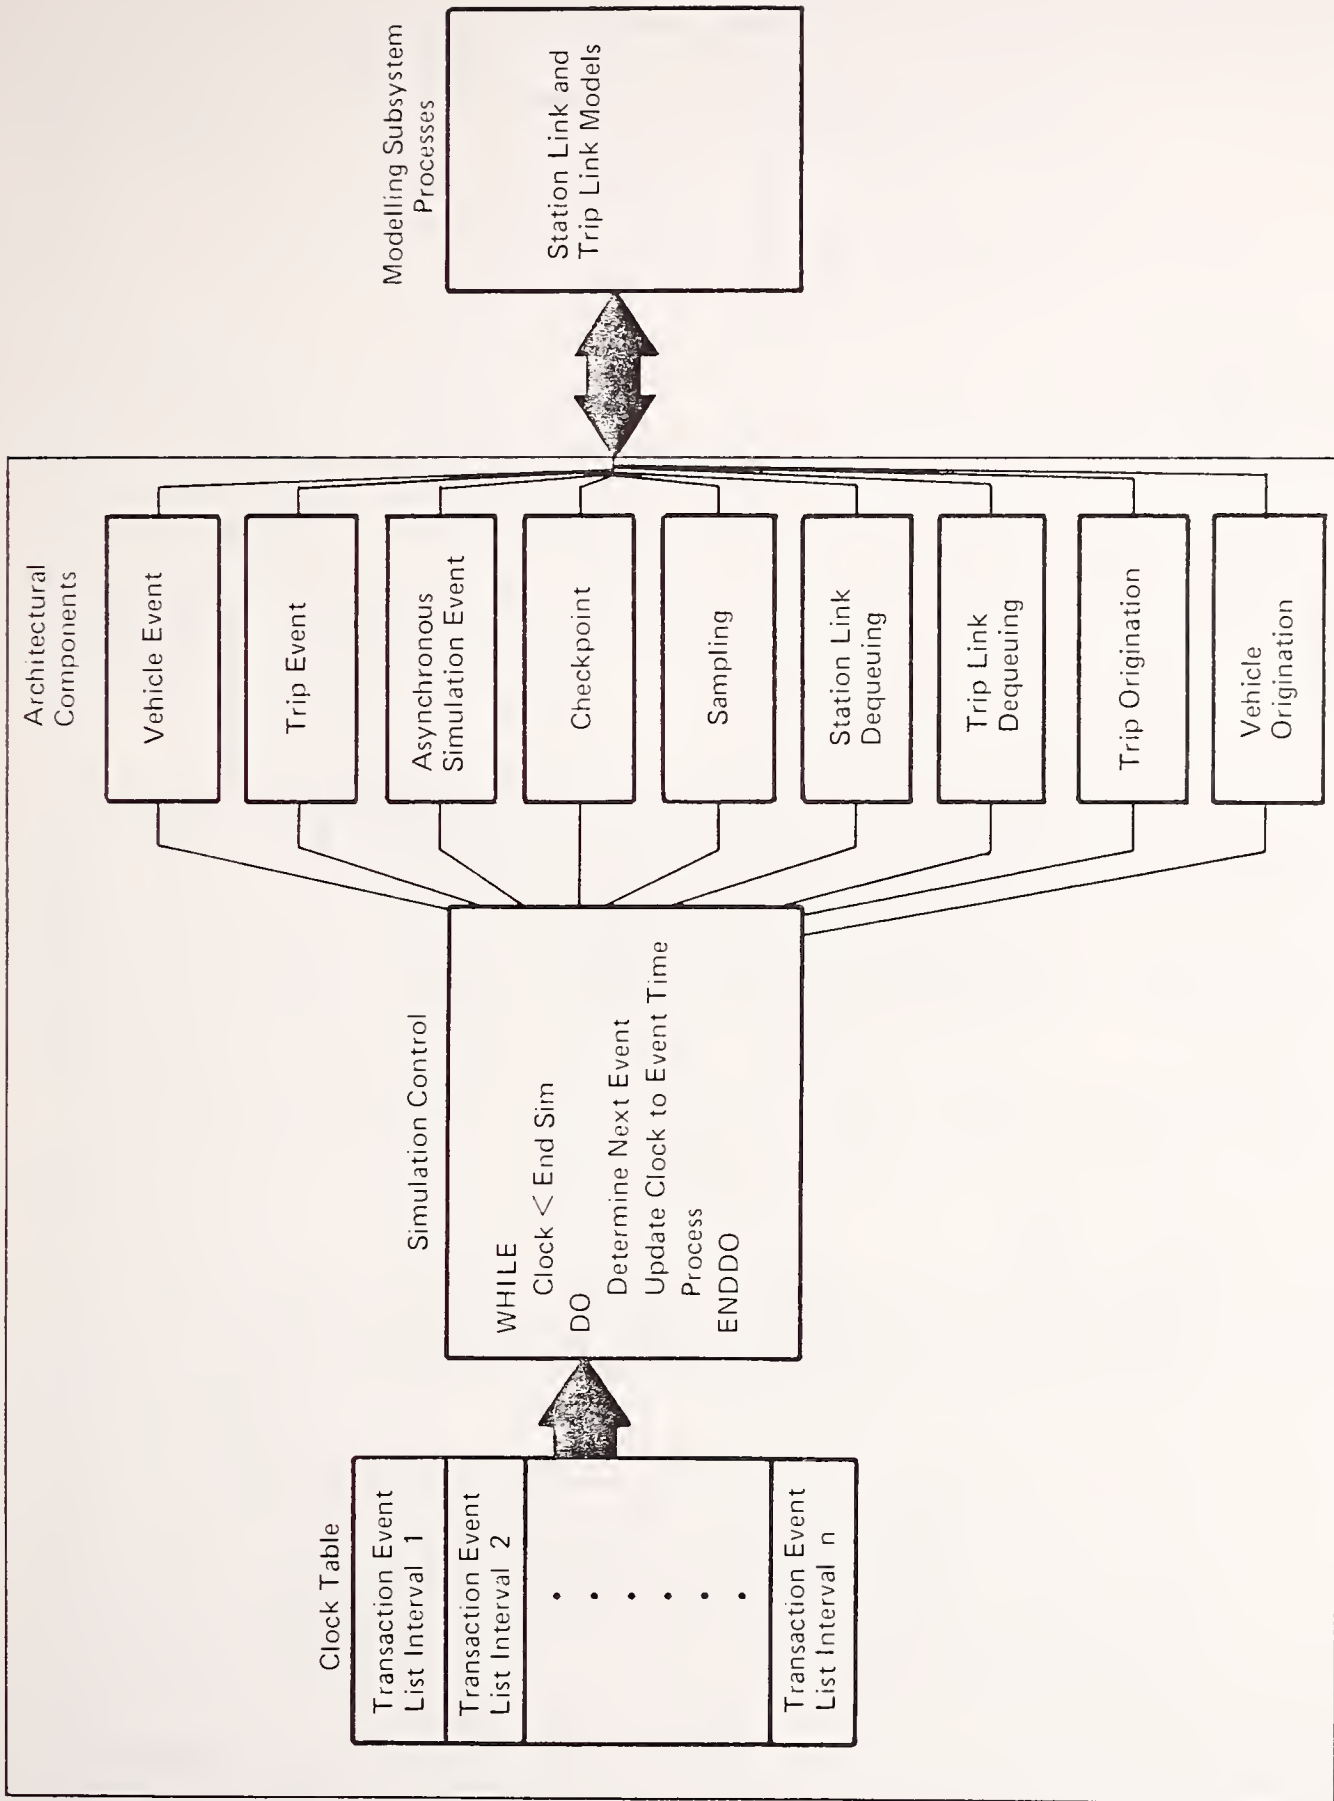 Clock Table
Transaction Event
List Interval 1
Transaction Event
List Interval 2
. . . . . .
Transaction Event
List Interval n
Simulation Control
WHILE
Clock < End Sim
DO
Determine Next Event
Update Clock to Event Time
Process
ENDDO
Architectural
Components
Vehicle Event
Trip Event
Asynchronous
Simulation Event
Checkpoint
Sampling
Station Link
Dequeuing
Trip Link
Dequeuing
Trip Origination
Vehicle
Origination
Modelling Subsystem
Processes
Station Link and
Trip Link Models